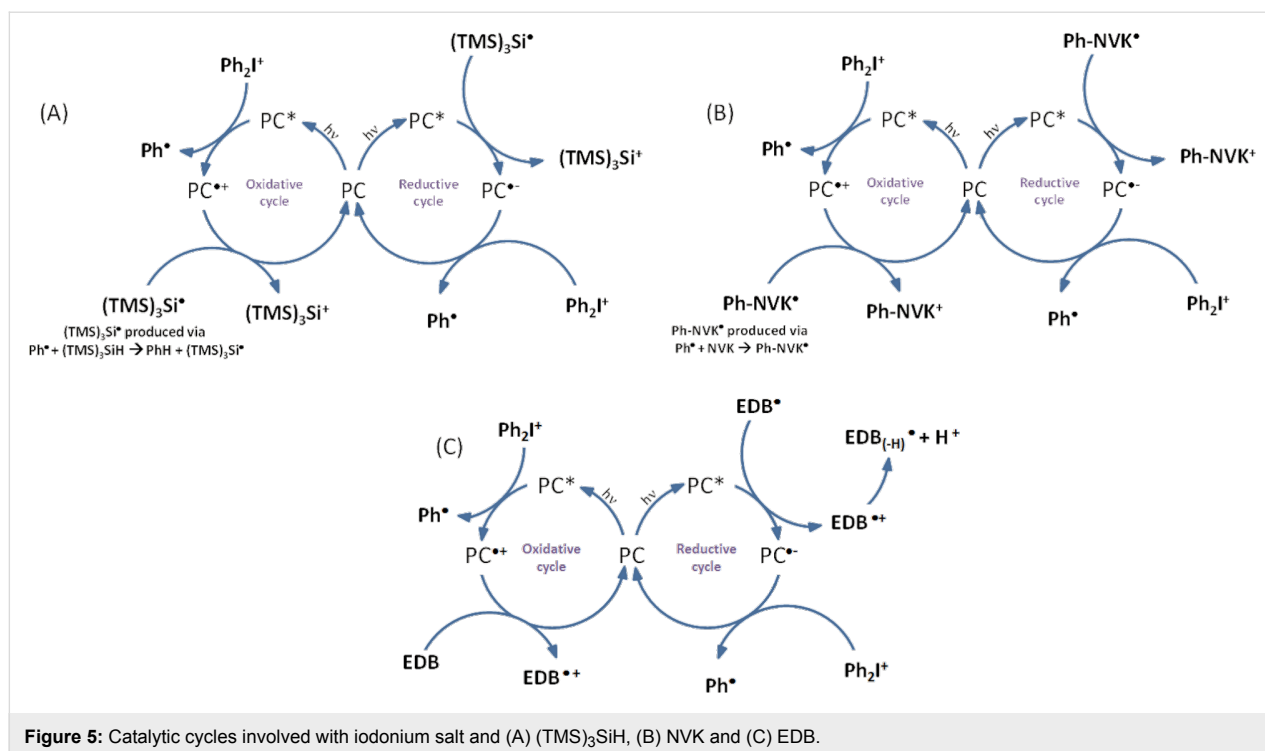 (A)
Ph₂I⁺
(TMS)₃Si•
PC*
hν
hν
PC*
Ph•
(TMS)₃Si⁺
PC•+
Oxidative
cycle
PC
Reductive
cycle
PC•-
(TMS)₃Si•
(TMS)₃Si⁺
Ph•
Ph₂I⁺
(TMS)₃Si• produced via
Ph• + (TMS)₃SiH → PhH + (TMS)₃Si•
(B)
Ph₂I⁺
Ph-NVK•
PC*
hν
hν
PC*
Ph•
Ph-NVK⁺
PC•+
Oxidative
cycle
PC
Reductive
cycle
PC•-
Ph-NVK•
Ph-NVK⁺
Ph•
Ph₂I⁺
Ph-NVK• produced via
Ph• + NVK → Ph-NVK•
(C)
Ph₂I⁺
EDB•
EDB(-H)• + H⁺
PC*
hν
hν
PC*
Ph•
EDB•+
PC•+
Oxidative
cycle
PC
Reductive
cycle
PC•-
EDB
EDB•+
Ph•
Ph₂I⁺
Figure 5: Catalytic cycles involved with iodonium salt and (A) (TMS)₃SiH, (B) NVK and (C) EDB.